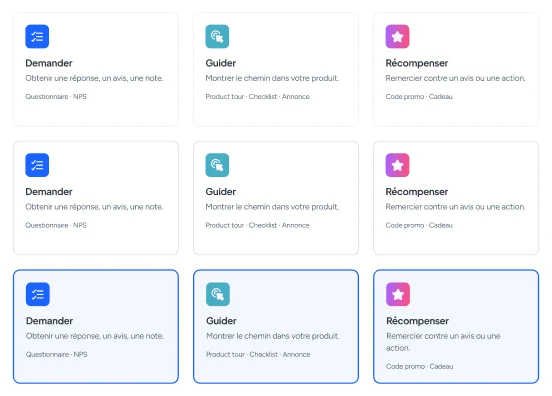 Demander
Obtenir une réponse, un avis, une note.
Questionnaire · NPS
Guider
Montrer le chemin dans votre produit.
Product tour · Checklist · Annonce
Récompenser
Remercier contre un avis ou une action.
Code promo · Cadeau
Demander
Obtenir une réponse, un avis, une note.
Questionnaire · NPS
Guider
Montrer le chemin dans votre produit.
Product tour · Checklist · Annonce
Récompenser
Remercier contre un avis ou une action.
Code promo · Cadeau
Demander
Obtenir une réponse, un avis, une note.
Questionnaire · NPS
Guider
Montrer le chemin dans votre produit.
Product tour · Checklist · Annonce
Récompenser
Remercier contre un avis ou une
action.
Code promo · Cadeau